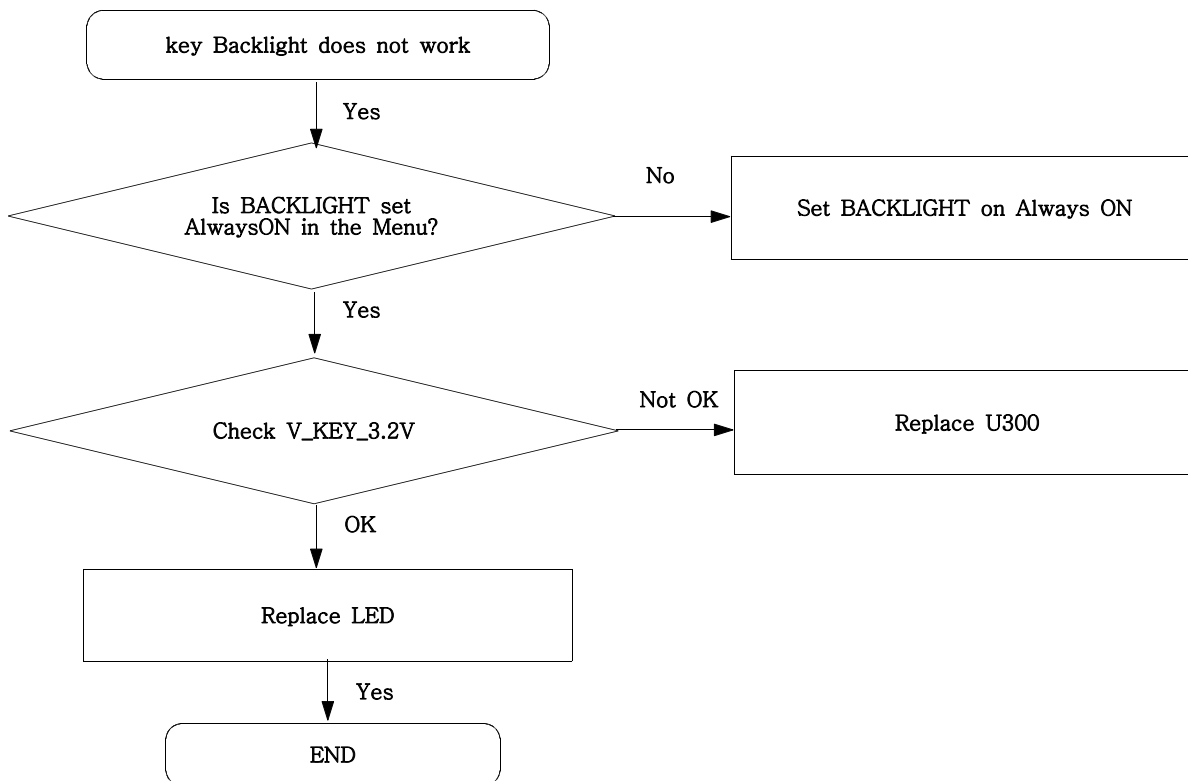 key Backlight does not work
Yes
Is BACKLIGHT set
AlwaysON in the Menu?
No
Set BACKLIGHT on Always ON
Yes
Check V_KEY_3.2V
Not OK
Replace U300
OK
Replace LED
Yes
END